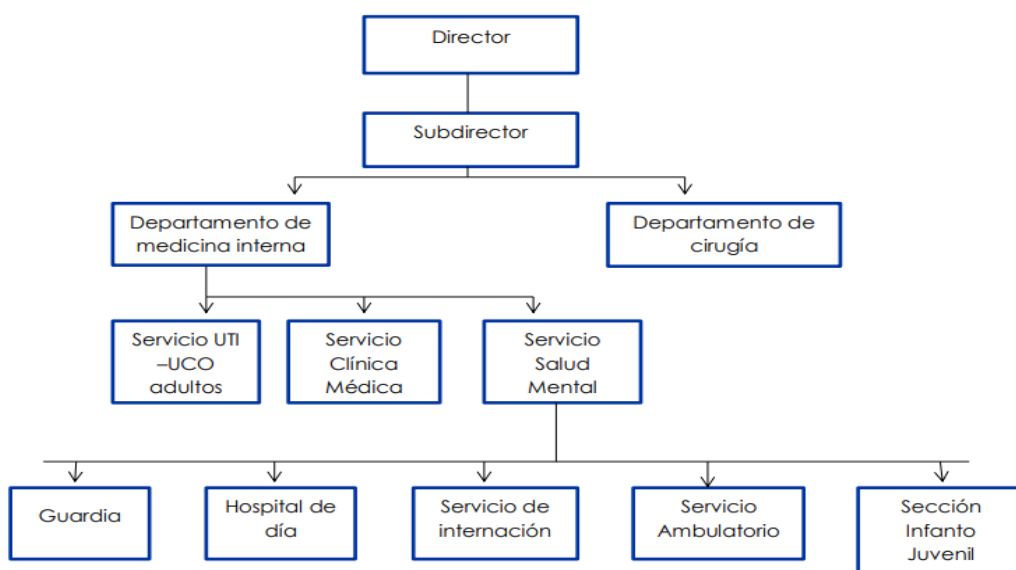 Director
Subdirector
Departamento de
medicina interna
Departamento de
cirugía
Servicio UTI
–UCO
adultos
Servicio
Clínica
Médica
Servicio
Salud
Mental
Guardia
Hospital de
día
Servicio de
internación
Servicio
Ambulatorio
Sección
Infanto
Juvenil